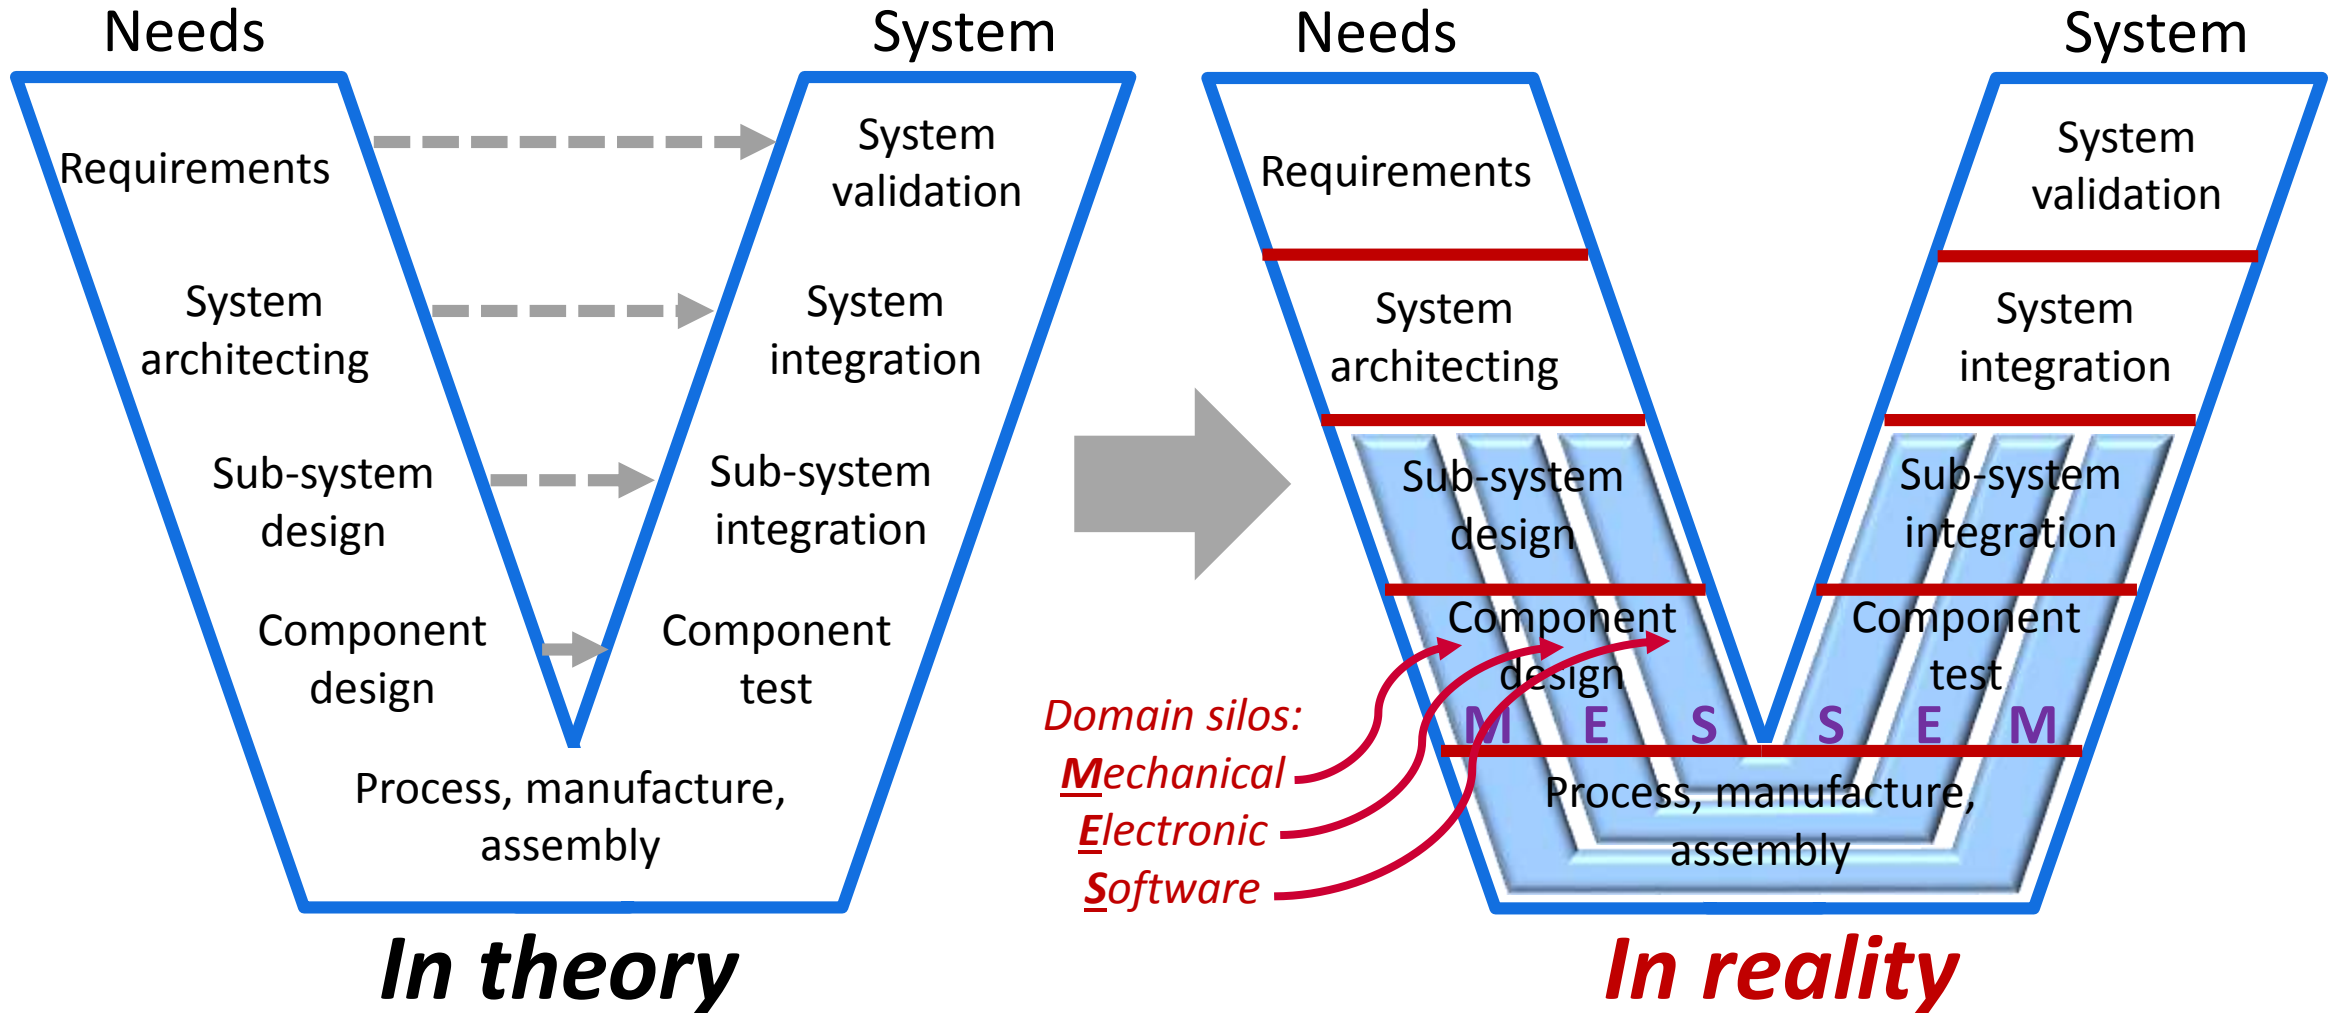 Needs
System
Requirements
System
validation
System
architecting
System
integration
Sub-system
design
Sub-system
integration
Component
design
Component
test
Process, manufacture,
assembly
In theory
Needs
System
Requirements
System
validation
System
architecting
System
integration
Sub-system
design
Sub-system
integration
Component
design
Component
test
M E S S E M
Process, manufacture,
assembly
Domain silos:
Mechanical
Electronic
Software
In reality